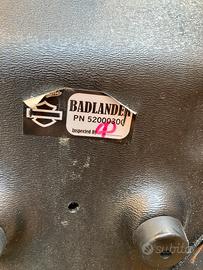 BADLANDER
PN 52000300
Inspected By
subito